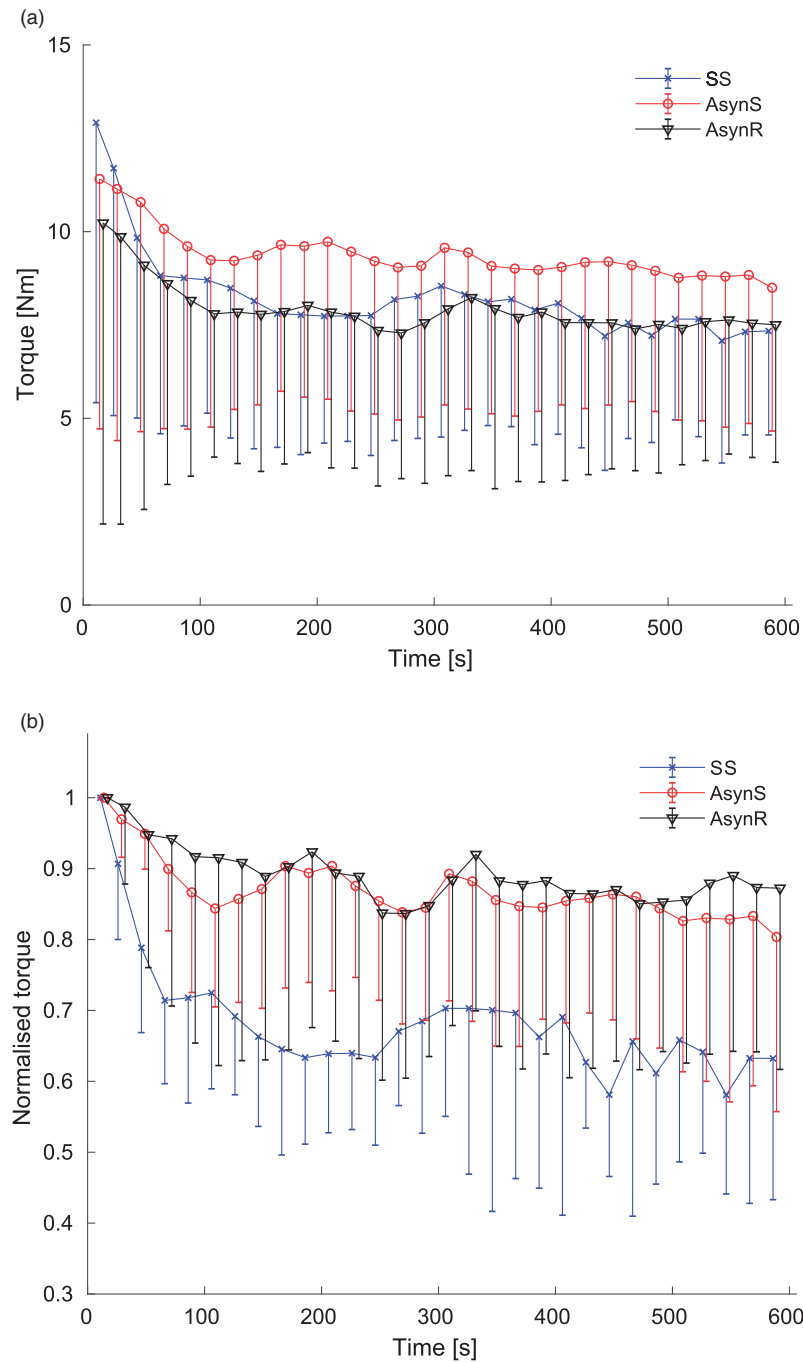 (a)
15
10
5
0
Torque [Nm]
SS
AsynS
AsynR
0 100 200 300 400 500 600
Time [s]
(b)
1
0.9
0.8
0.7
0.6
0.5
0.4
0.3
Normalised torque
SS
AsynS
AsynR
0 100 200 300 400 500 600
Time [s]